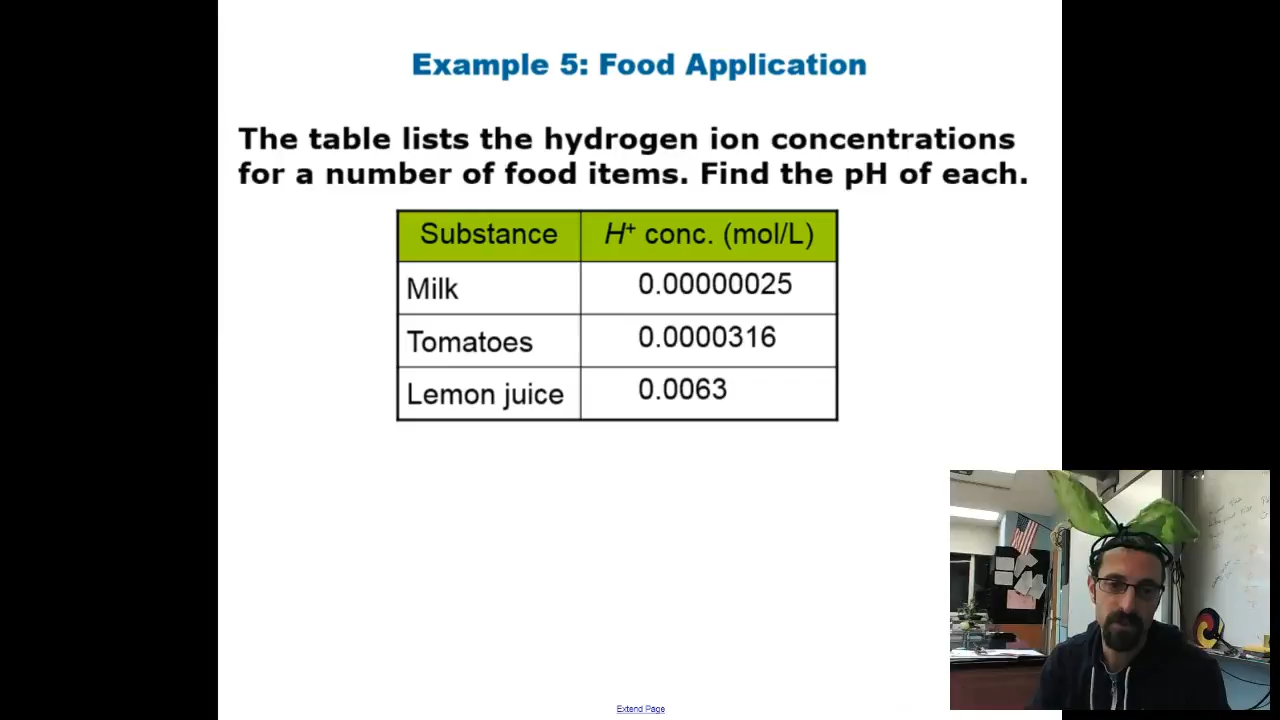 Example 5: Food Application
The table lists the hydrogen ion concentrations
for a number of food items. Find the pH of each.
Substance H⁺ conc. (mol/L)
Milk 0.00000025
Tomatoes 0.0000316
Lemon juice 0.0063
Extend Page